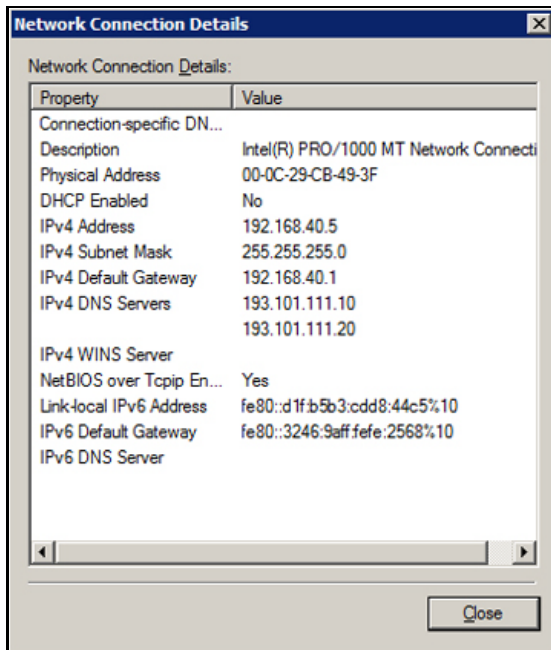 Network Connection Details
Network Connection Details:
Property Value
Connection-specific DN...
Description Intel(R) PRO/1000 MT Network Connecti
Physical Address 00-0C-29-CB-49-3F
DHCP Enabled No
IPv4 Address 192.168.40.5
IPv4 Subnet Mask 255.255.255.0
IPv4 Default Gateway 192.168.40.1
IPv4 DNS Servers 193.101.111.10
193.101.111.20
IPv4 WINS Server
NetBIOS over Tcpip En... Yes
Link-local IPv6 Address fe80::d1f:b5b3:cdd8:44c5%10
IPv6 Default Gateway fe80::3246:9aff:fefe:2568%10
IPv6 DNS Server
Close